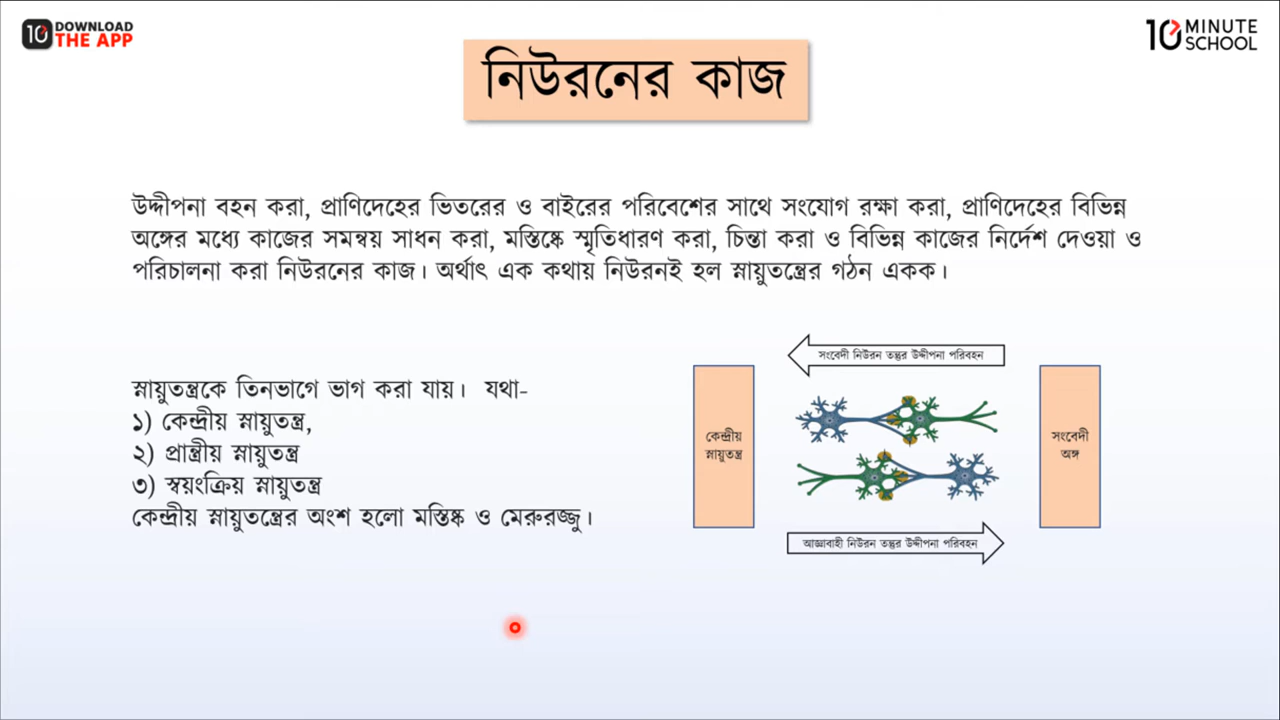 DOWNLOAD
THE APP
10 MINUTE
SCHOOL
নিউরনের কাজ
উদ্দীপনা বহন করা, প্রাণিদেহের ভিতরের ও বাইরের পরিবেশের সাথে সংযোগ রক্ষা করা, প্রাণিদেহের বিভিন্ন
অঙ্গের মধ্যে কাজের সমন্বয় সাধন করা, মস্তিষ্কে স্মৃতিধারণ করা, চিন্তা করা ও বিভিন্ন কাজের নির্দেশ দেওয়া ও
পরিচালনা করা নিউরনের কাজ। অর্থাৎ এক কথায় নিউরনই হল স্নায়ুতন্ত্রের গঠন একক।
স্নায়ুতন্ত্রকে তিনভাগে ভাগ করা যায়। যথা-
১) কেন্দ্রীয় স্নায়ুতন্ত্র,
২) প্রান্ত্রীয় স্নায়ুতন্ত্র
৩) স্বয়ংক্রিয় স্নায়ুতন্ত্র
কেন্দ্রীয় স্নায়ুতন্ত্রের অংশ হলো মস্তিষ্ক ও মেরুরজ্জু।
সংবেদী নিউরন তন্তুর উদ্দীপনা পরিবহন
কেন্দ্রীয়
স্নায়ুতন্ত্র
সংবেদী
অঙ্গ
আজ্ঞাবাহী নিউরন তন্তুর উদ্দীপনা পরিবহন